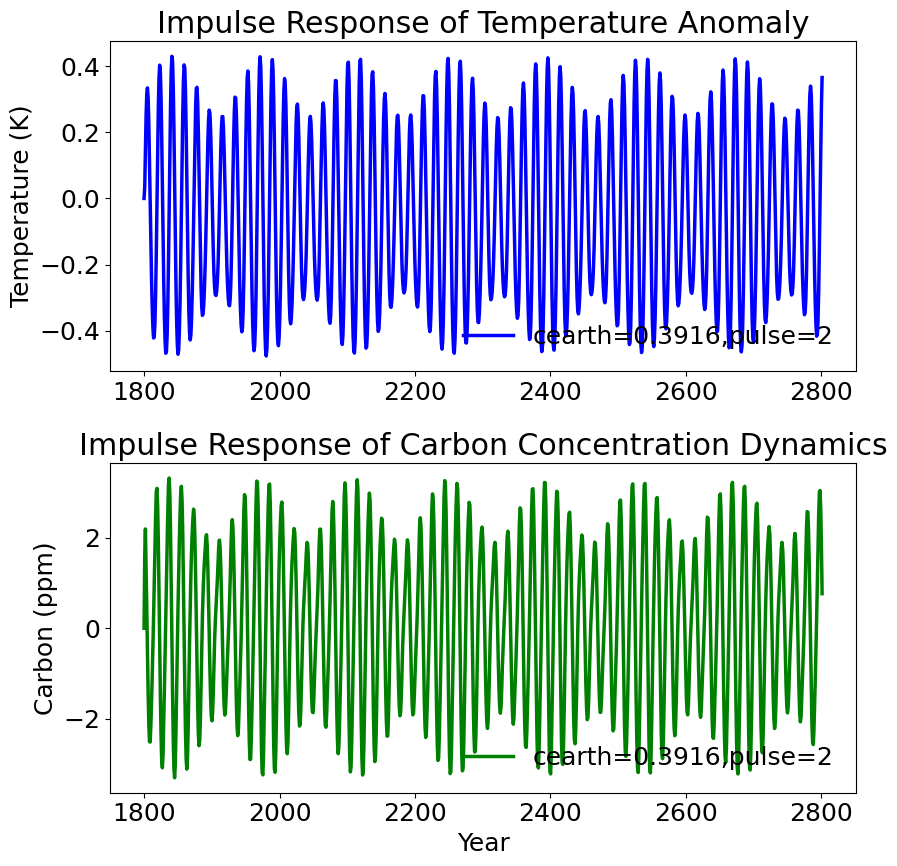 Impulse Response of Temperature Anomaly
0.4
0.2
0.0
−0.2
−0.4
Temperature (K)
cearth=0.3916,pulse=2
1800 2000 2200 2400 2600 2800
Impulse Response of Carbon Concentration Dynamics
2
0
−2
Carbon (ppm)
cearth=0.3916,pulse=2
1800 2000 2200 2400 2600 2800
Year